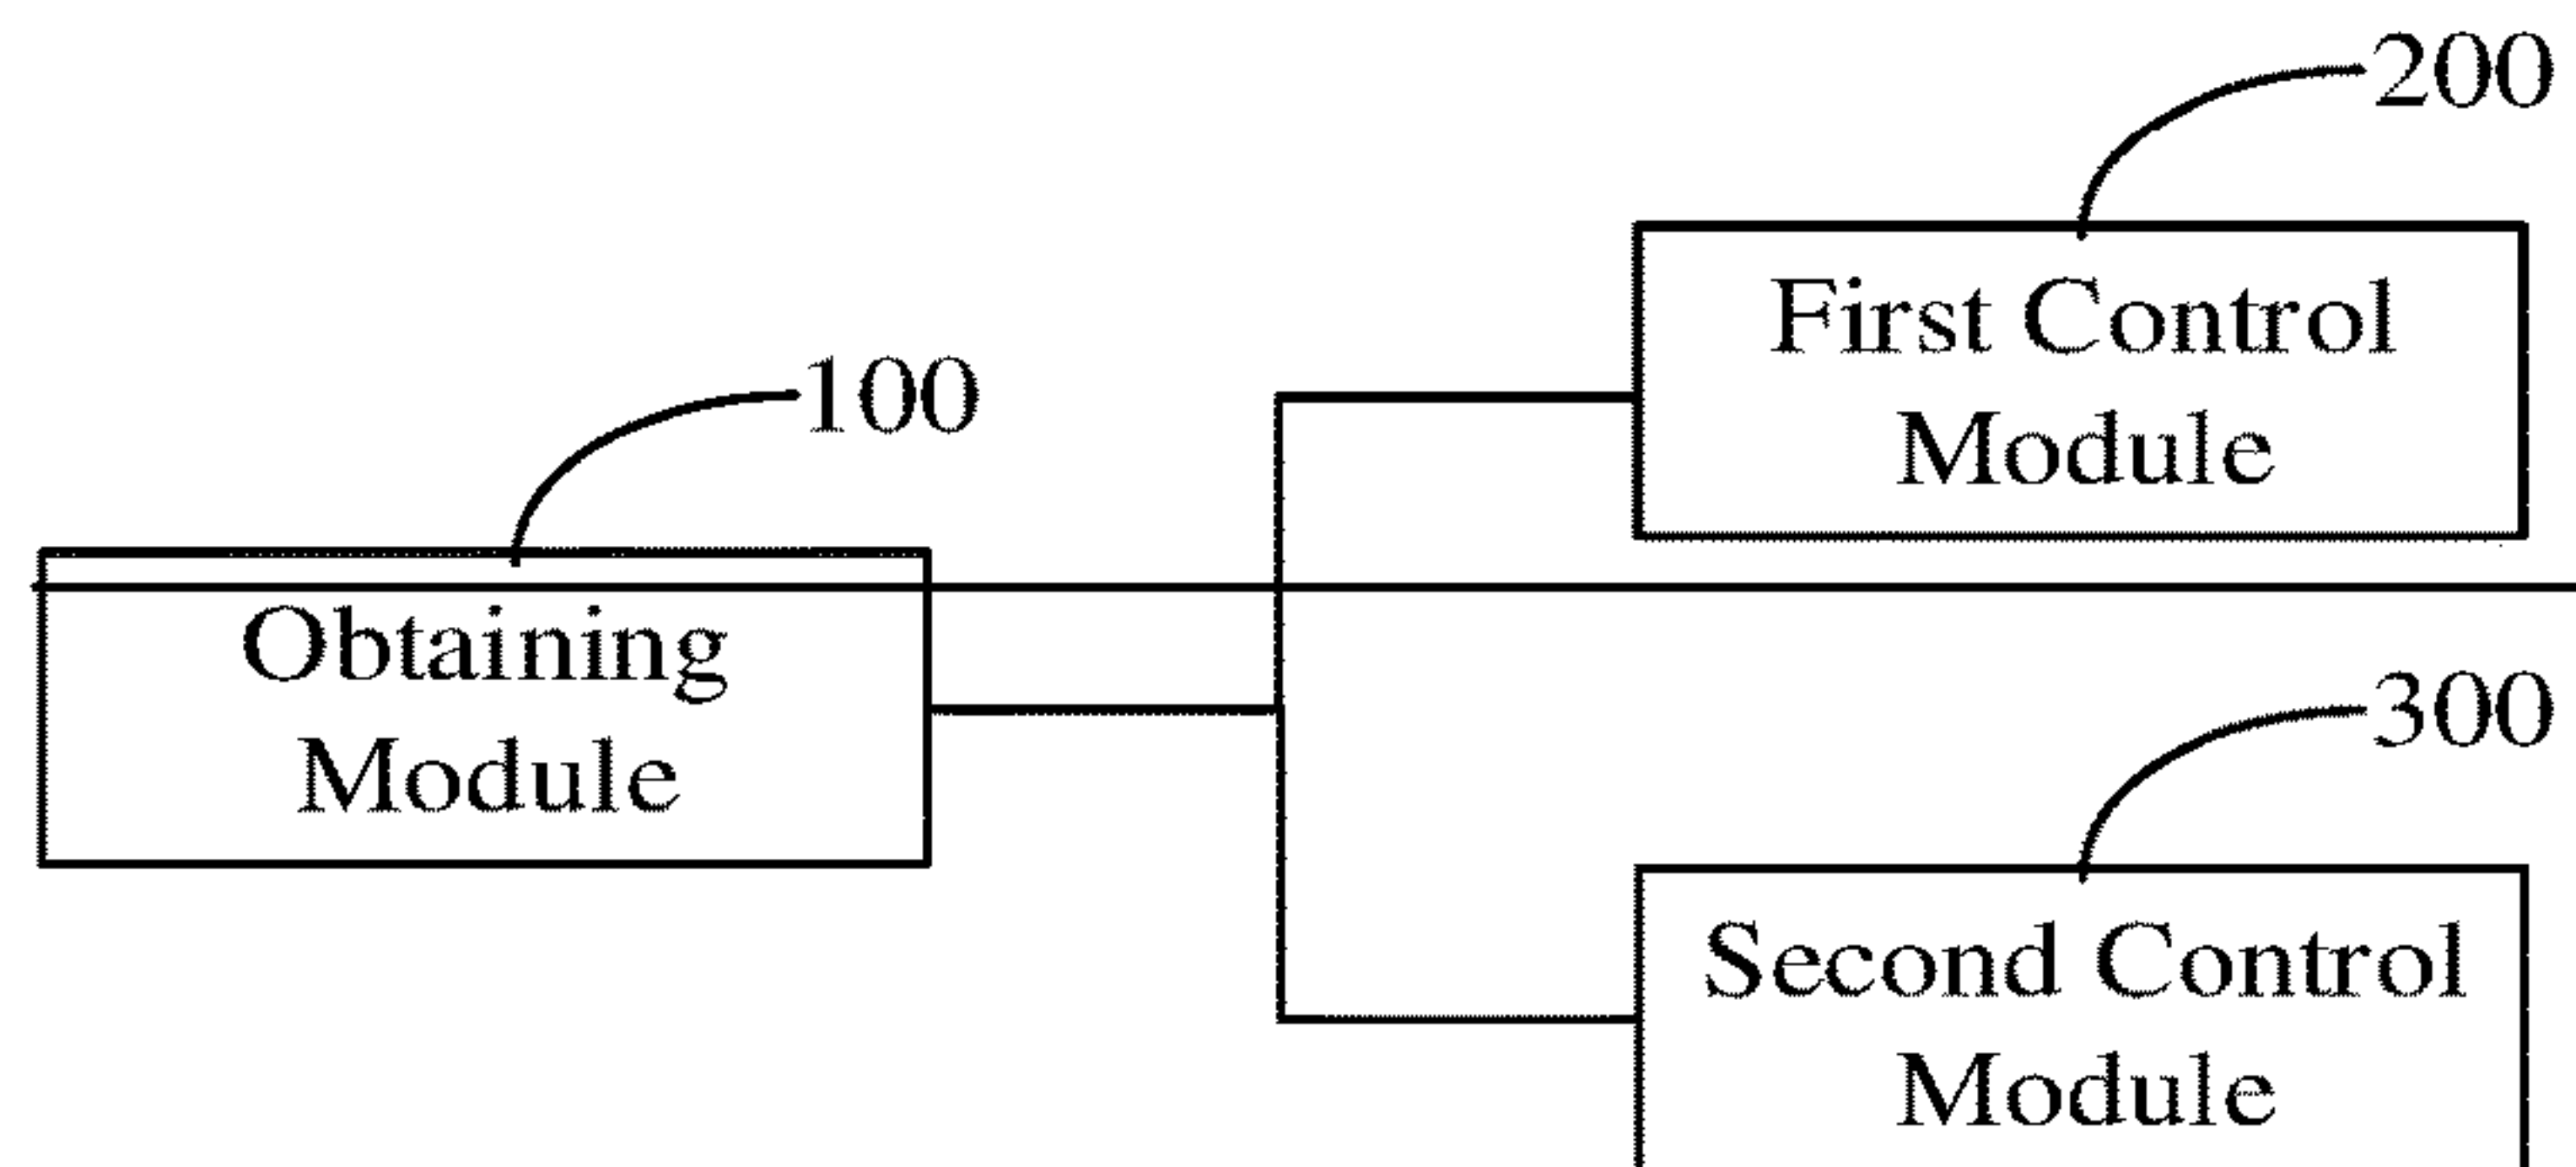 200
First Control
Module
100
Obtaining
Module
300
Second Control
Module